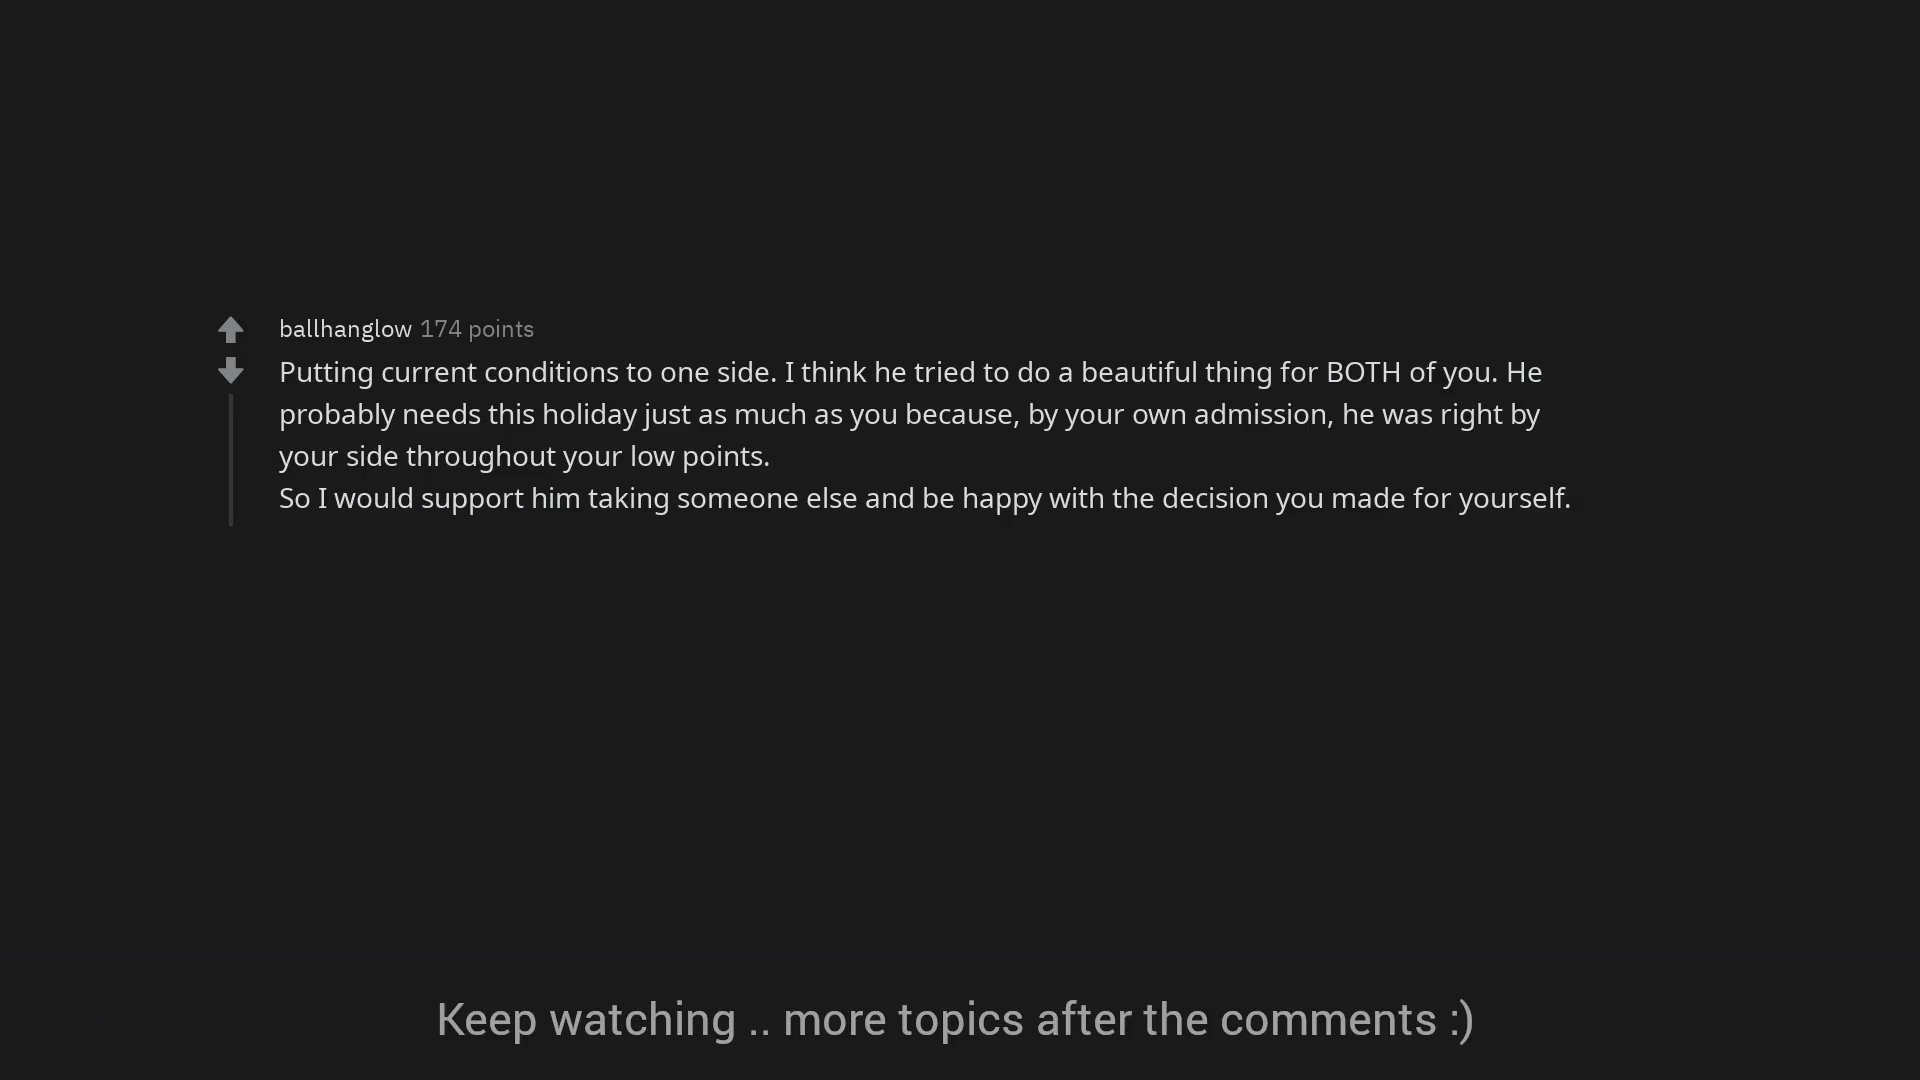 ballhanglow 174 points
Putting current conditions to one side. I think he tried to do a beautiful thing for BOTH of you. He
probably needs this holiday just as much as you because, by your own admission, he was right by
your side throughout your low points.
So I would support him taking someone else and be happy with the decision you made for yourself.
Keep watching .. more topics after the comments :)